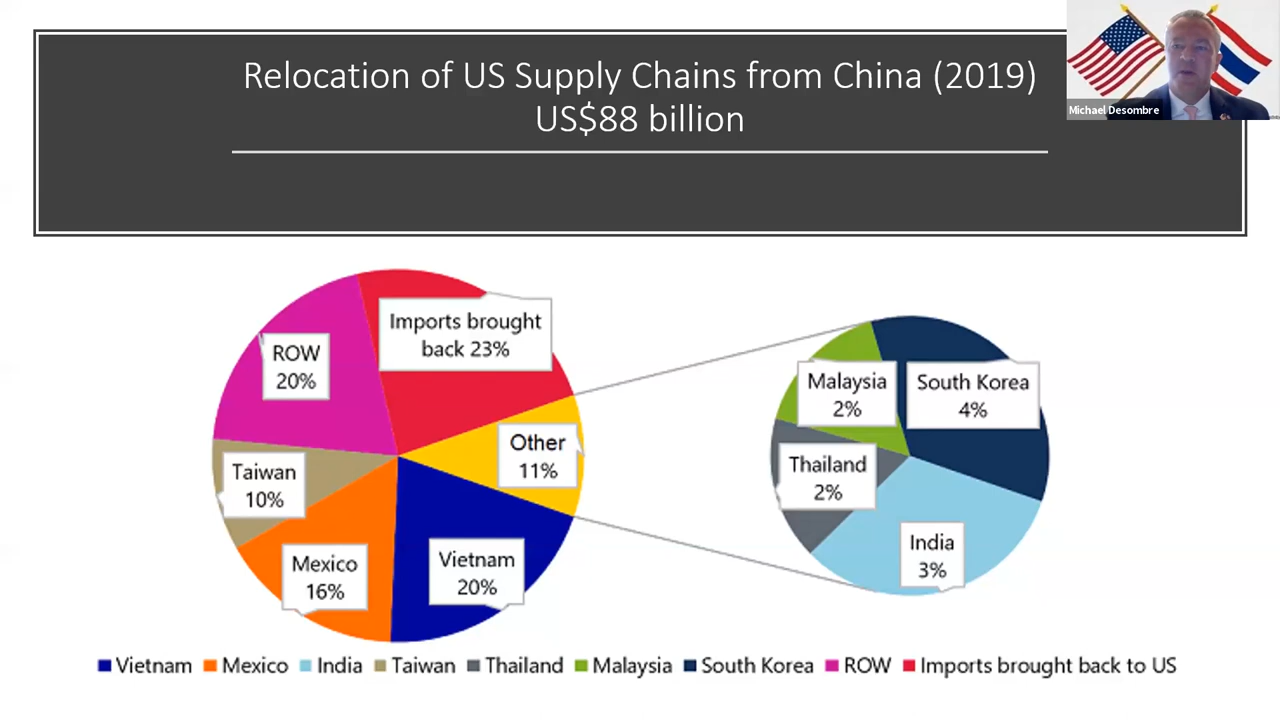 Relocation of US Supply Chains from China (2019)
US$88 billion
Michael Desombre
Imports brought
back 23%
ROW
20%
Other
11%
Taiwan
10%
Mexico
16%
Vietnam
20%
Malaysia
2%
South Korea
4%
Thailand
2%
India
3%
Vietnam Mexico India Taiwan Thailand Malaysia South Korea ROW Imports brought back to US